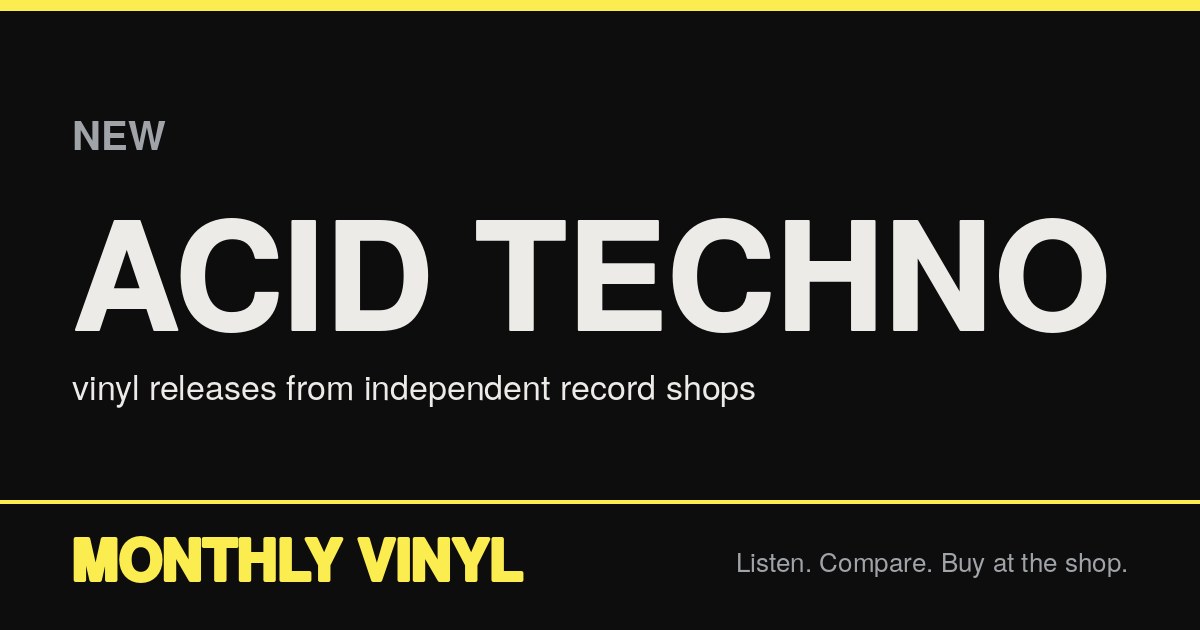 NEW
ACID TECHNO
vinyl releases from independent record shops
MONTHLY VINYL
Listen. Compare. Buy at the shop.